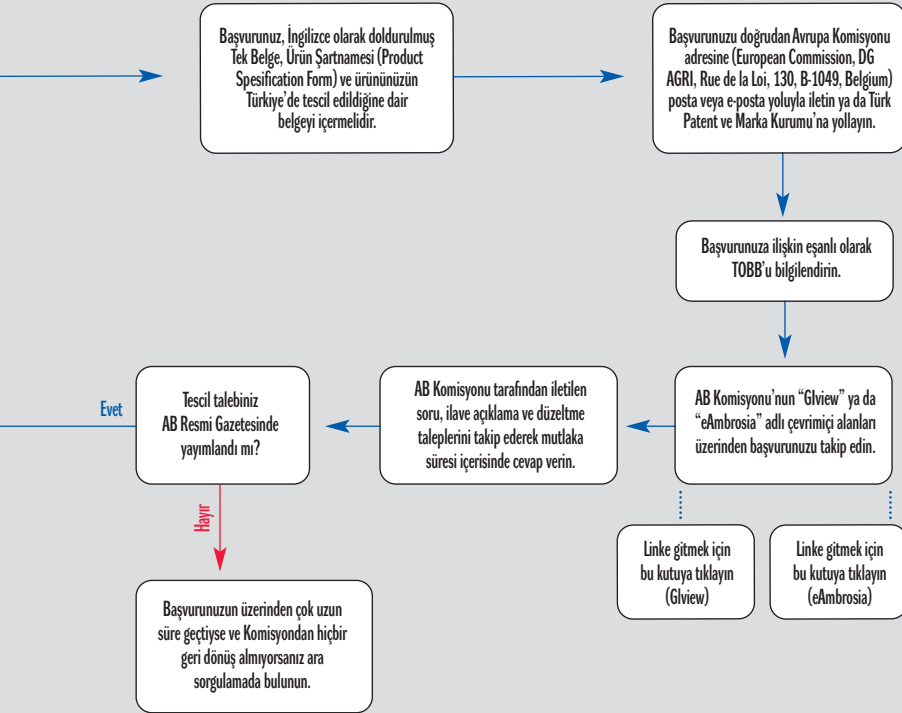 Başvurunuz, İngilizce olarak doldurulmuş
Tek Belge, Ürün Şartnamesi (Product
Spesification Form) ve ürününüzün
Türkiye'de tescil edildiğine dair
belgeyi içermelidir.
Başvurunuzu doğrudan Avrupa Komisyonu
adresine (European Commission, DG
AGRI, Rue de la Loi, 130, B-1049, Belgium)
posta veya e-posta yoluyla iletin ya da Türk
Patent ve Marka Kurumu'na yollayın.
Başvurunuza ilişkin eşanlı olarak
TOBB'u bilgilendirin.
AB Komisyonu'nun “GIview” ya da
“eAmbrosia” adlı çevrimiçi alanları
üzerinden başvurunuzu takip edin.
Linke gitmek için
bu kutuya tıklayın
(GIview)
Linke gitmek için
bu kutuya tıklayın
(eAmbrosia)
AB Komisyonu tarafından iletilen
soru, ilave açıklama ve düzeltme
taleplerini takip ederek mutlaka
süresi içerisinde cevap verin.
Tescil talebiniz
AB Resmi Gazetesinde
yayımlandı mı?
Evet
Hayır
Başvurunuzun üzerinden çok uzun
süre geçtiyse ve Komisyondan hiçbir
geri dönüş almıyorsanız ara
sorgulamada bulunun.